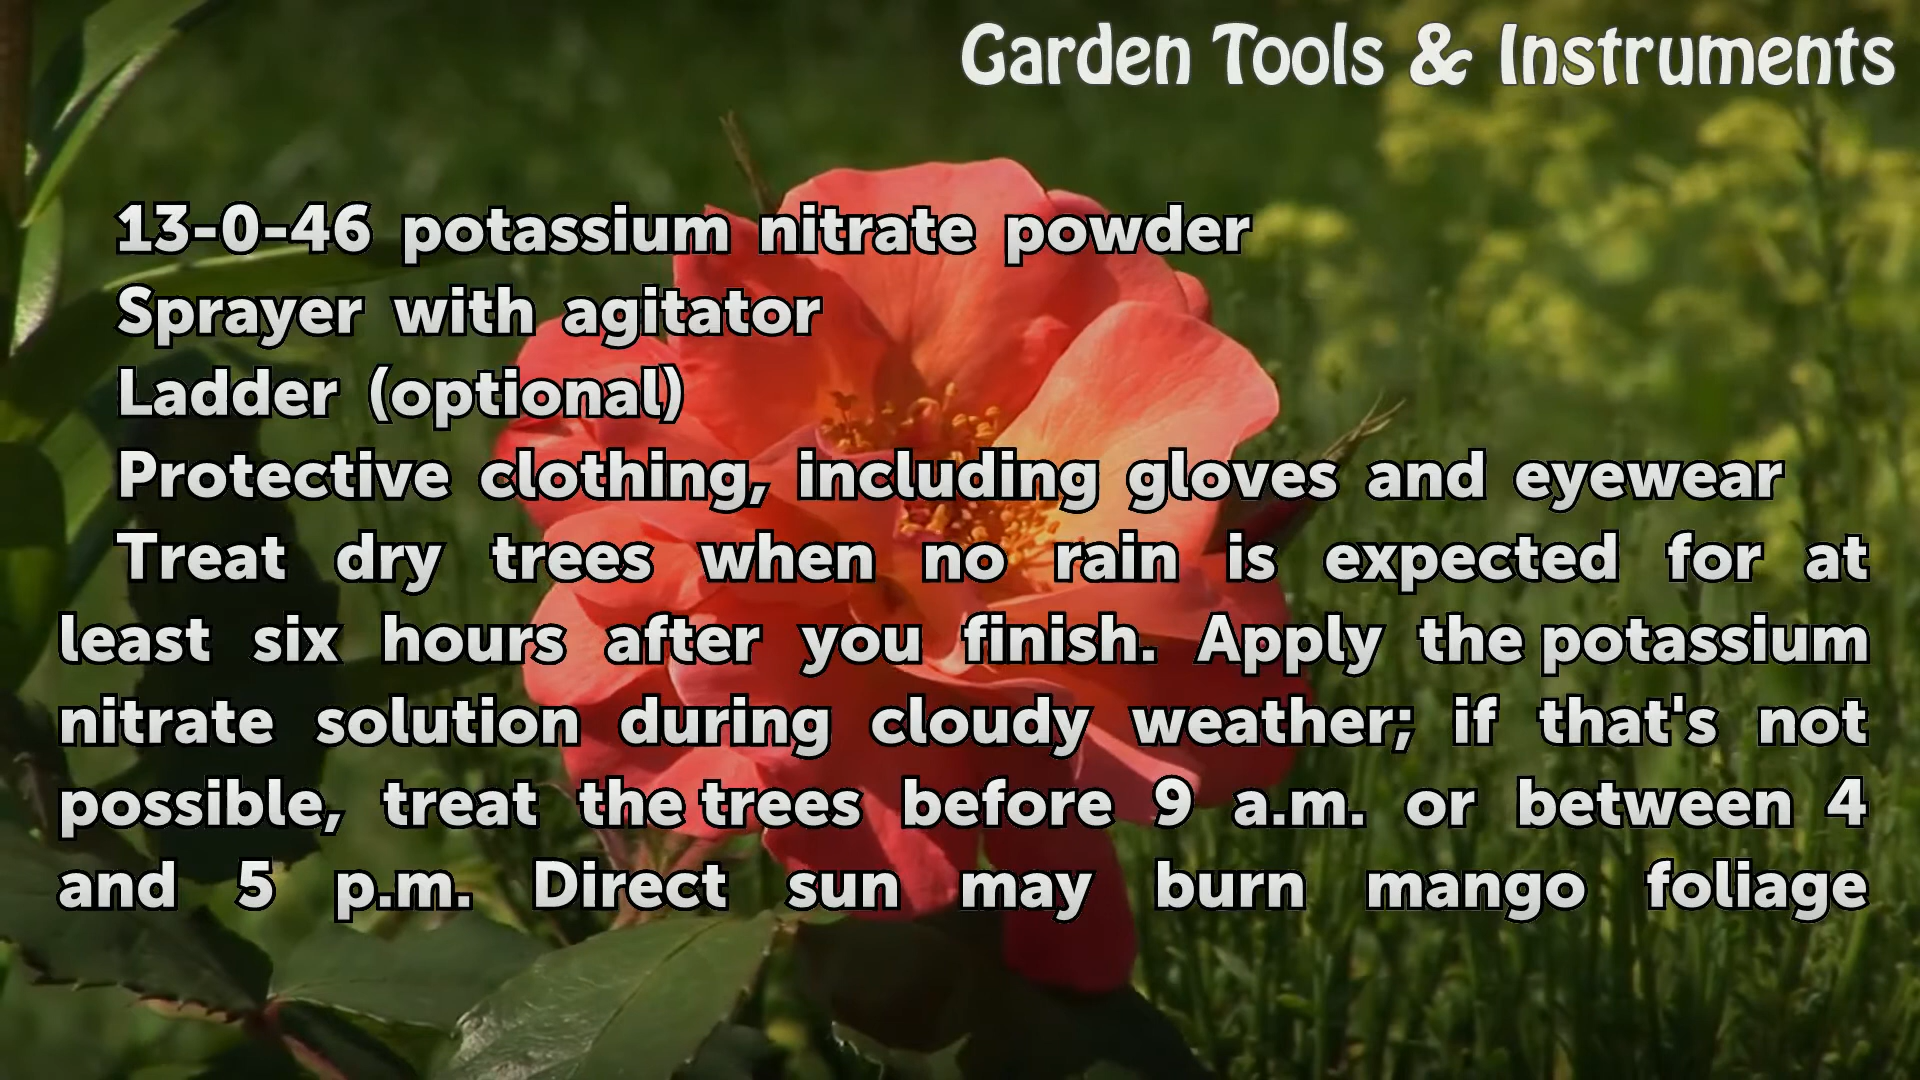 Garden Tools & Instruments
13-0-46 potassium nitrate powder
Sprayer with agitator
Ladder (optional)
Protective clothing, including gloves and eyewear
Treat dry trees when no rain is expected for at
least six hours after you finish. Apply the potassium
nitrate solution during cloudy weather; if that's not
possible, treat the trees before 9 a.m. or between 4
and 5 p.m. Direct sun may burn mango foliage